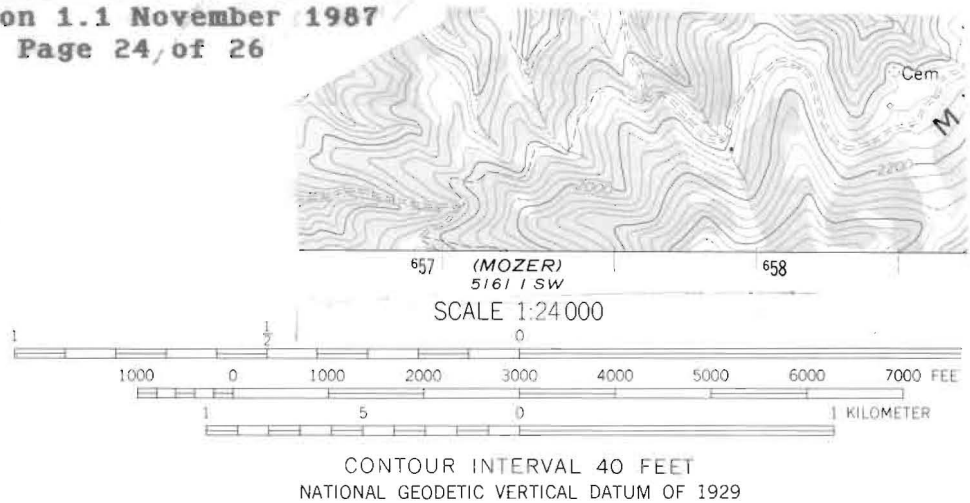 on 1.1 November 1987
Page 24 of 26
Cem
M
2200
2000
657 (MOZER) 658
5161 I SW
SCALE 1:24 000
1 1/2 0
1000 0 1000 2000 3000 4000 5000 6000 7000 FEE
1 5 0 1 KILOMETER
CONTOUR INTERVAL 40 FEET
NATIONAL GEODETIC VERTICAL DATUM OF 1929